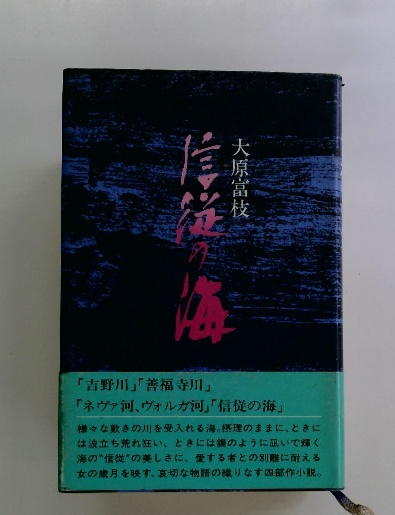 大原富枝
信従の海
「吉野川」「善福寺川」
「ネヴァ河、ヴォルガ河」「信従の海」
様々な歎きの川を受入れる海。摂理のままに、ときに
は波立ち荒れ狂い、ときには鏡のように凪いで輝く
海の"信従"の美しさに、愛する者との別離に耐える
女の歳月を映す、哀切な物語の織りなす四部作小説。